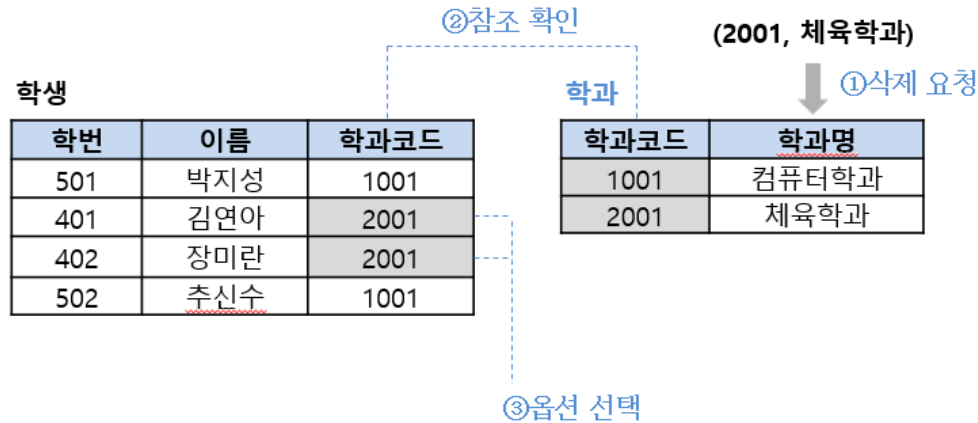 ②참조 확인
(2001, 체육학과)
①삭제 요청
학생
학번 이름 학과코드
501 박지성 1001
401 김연아 2001
402 장미란 2001
502 추신수 1001
학과
학과코드 학과명
1001 컴퓨터학과
2001 체육학과
③옵션 선택